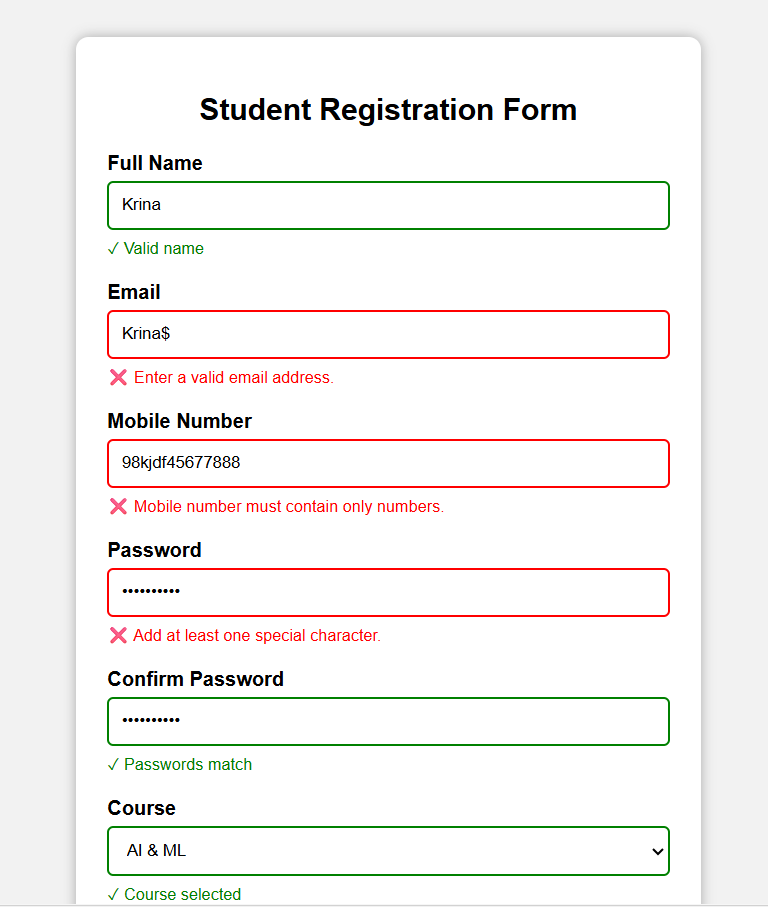 Student Registration Form
Full Name
Krina
✓ Valid name
Email
Krina$
❌ Enter a valid email address.
Mobile Number
98kjdf45677888
❌ Mobile number must contain only numbers.
Password
••••••••••
❌ Add at least one special character.
Confirm Password
••••••••••
✓ Passwords match
Course
AI & ML
✓ Course selected